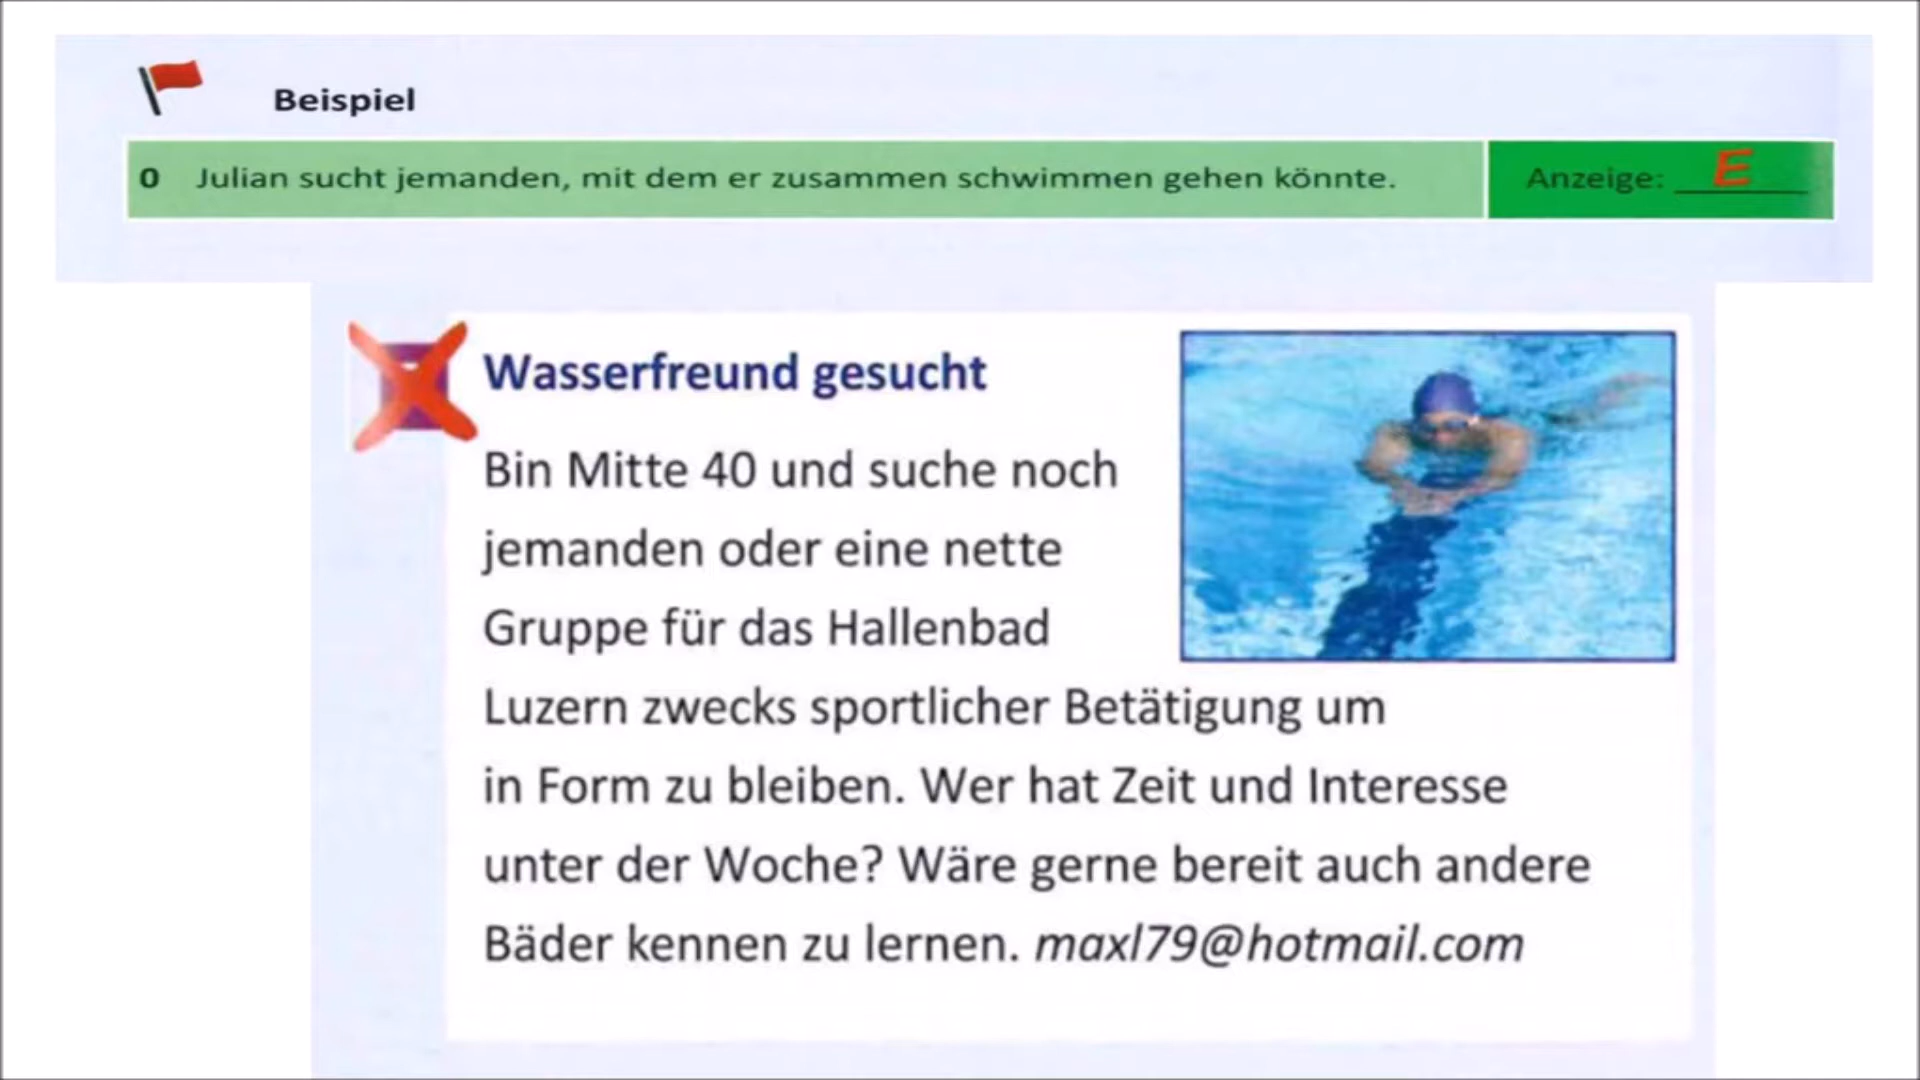 Beispiel
0 Julian sucht jemanden, mit dem er zusammen schwimmen gehen könnte. Anzeige: E
Wasserfreund gesucht
Bin Mitte 40 und suche noch
jemanden oder eine nette
Gruppe für das Hallenbad
Luzern zwecks sportlicher Betätigung um
in Form zu bleiben. Wer hat Zeit und Interesse
unter der Woche? Wäre gerne bereit auch andere
Bäder kennen zu lernen. maxl79@hotmail.com